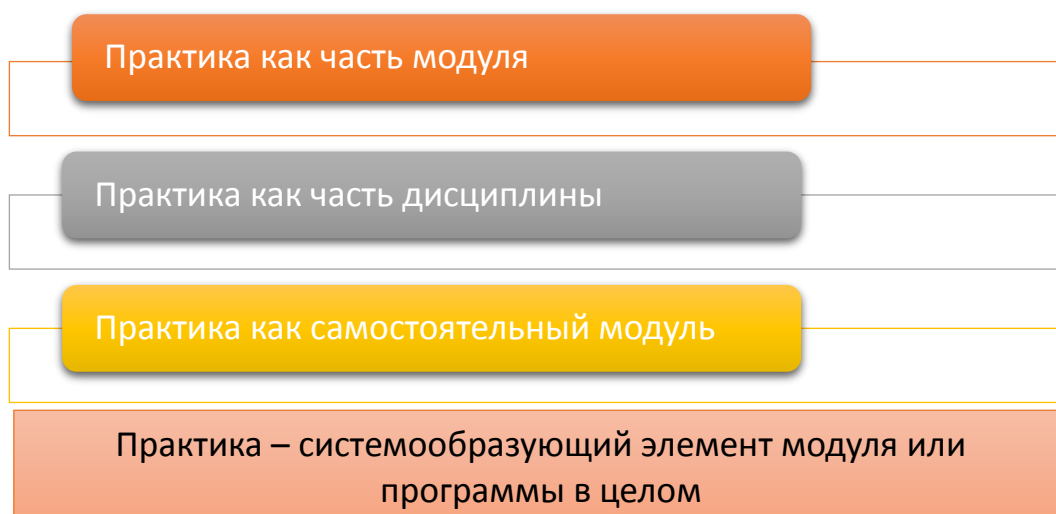 Практика как часть модуля
Практика как часть дисциплины
Практика как самостоятельный модуль
Практика – системообразующий элемент модуля или
программы в целом